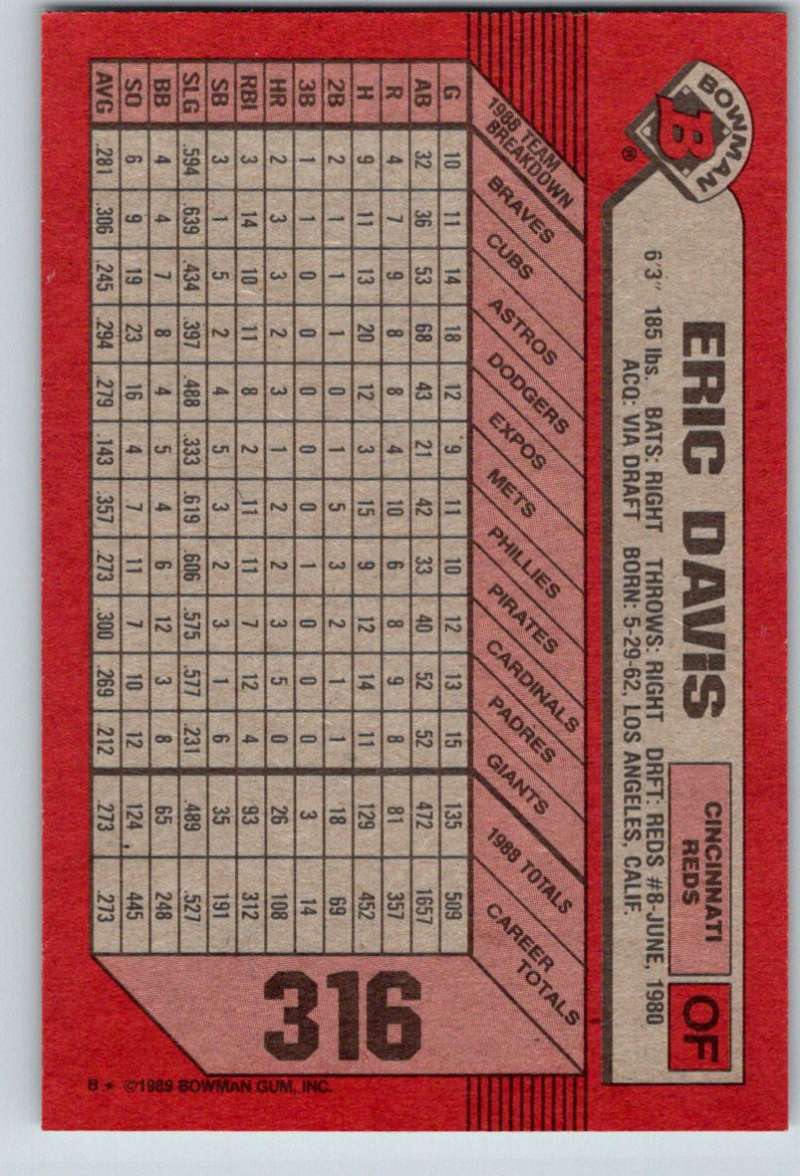 BOWMAN
B
®
ERIC DAVIS
CINCINNATI
REDS
OF
6'3" 185 lbs. BATS: RIGHT THROWS: RIGHT DRFT: REDS #8-JUNE, 1980
ACQ: VIA DRAFT BORN: 5-29-62, LOS ANGELES, CALIF.
1988 TEAM
BREAKDOWN
BRAVES CUBS ASTROS DODGERS EXPOS METS PHILLIES PIRATES CARDINALS PADRES GIANTS 1988 TOTALS CAREER TOTALS
G 10 11 14 18 12 9 11 10 12 13 15 135 509
AB 32 36 53 68 43 21 42 33 40 52 52 472 1657
R 4 7 9 8 8 4 10 6 8 9 8 81 357
H 9 11 13 20 12 3 15 9 12 14 11 129 452
2B 2 1 1 1 0 1 5 3 2 1 1 18 69
3B 1 1 0 0 0 0 0 1 0 0 0 3 14
HR 2 3 3 2 3 1 2 2 3 5 0 26 108
RBI 3 14 10 11 8 2 11 11 7 12 4 93 312
SB 3 1 5 2 4 5 3 2 3 1 6 35 191
SLG .594 .639 .434 .397 .488 .333 .619 .606 .575 .577 .231 .489 .527
BB 4 4 7 8 4 5 4 6 12 3 8 65 248
SO 6 9 19 23 16 4 7 11 7 10 12 124 445
AVG .281 .306 .245 .294 .279 .143 .357 .273 .300 .269 .212 .273 .273
316
B * ©1989 BOWMAN GUM, INC.